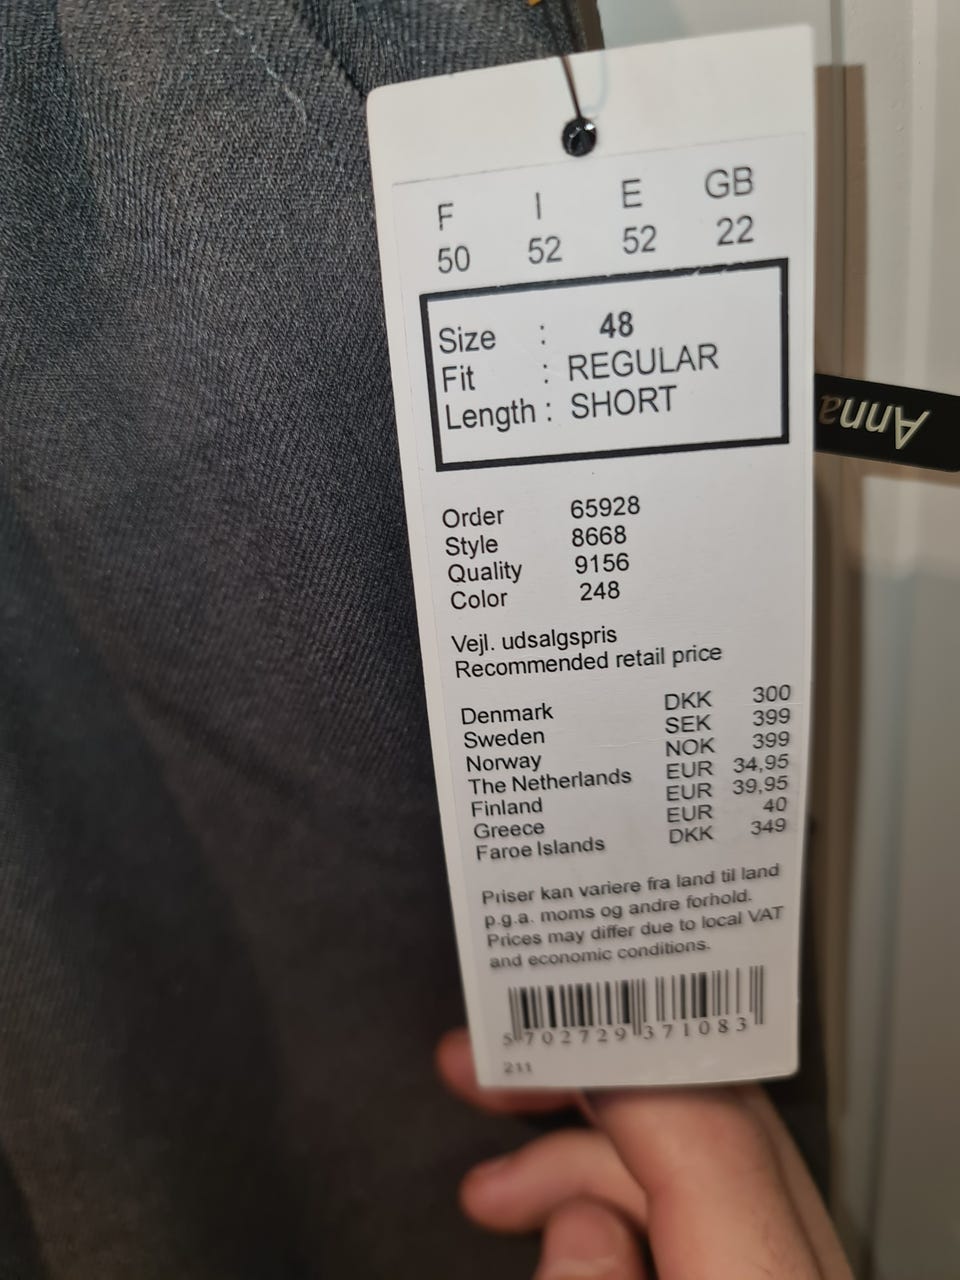 F I E GB
50 52 52 22
Size : 48
Fit : REGULAR
Length : SHORT
Anna
Order 65928
Style 8668
Quality 9156
Color 248
Vejl. udsalgspris
Recommended retail price
Denmark DKK 300
Sweden SEK 399
Norway NOK 399
The Netherlands EUR 34,95
Finland EUR 39,95
Greece EUR 40
Faroe Islands DKK 349
Priser kan variere fra land til land
p.g.a. moms og andre forhold.
Prices may differ due to local VAT
and economic conditions.
5 702729 371083
211